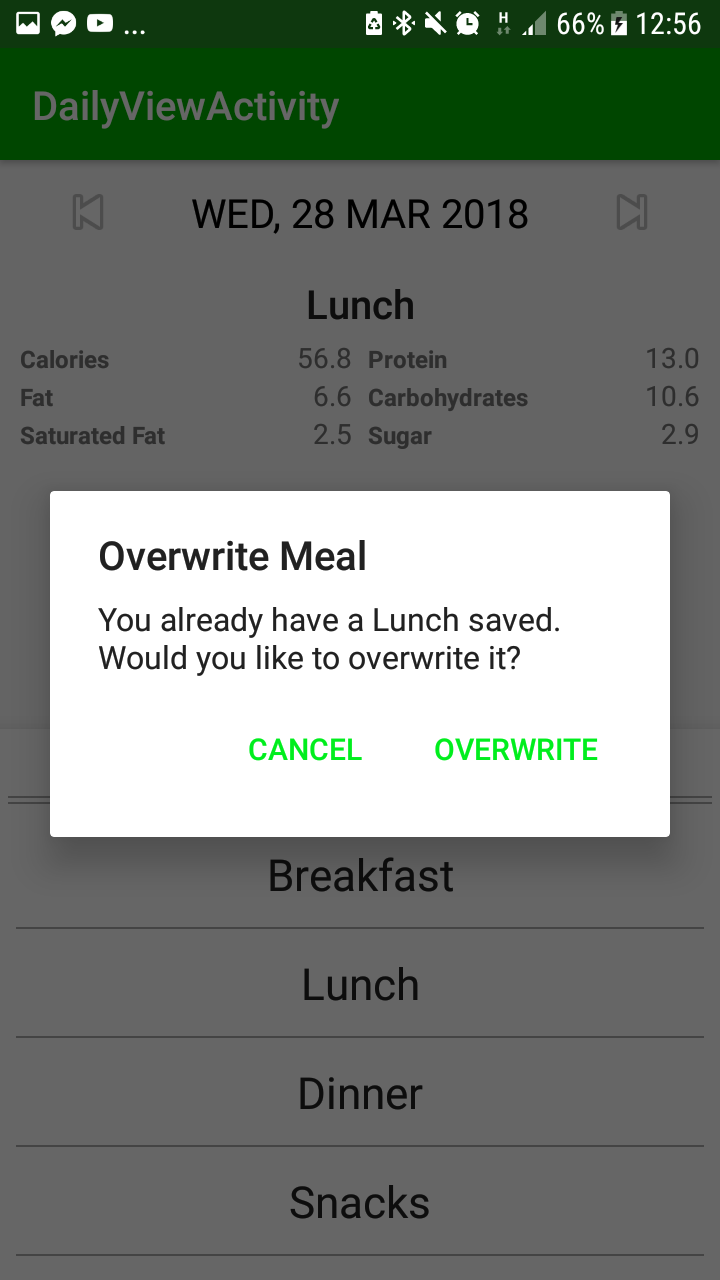 ... H 66% 12:56
DailyViewActivity
WED, 28 MAR 2018
Lunch
Calories 56.8 Protein 13.0
Fat 6.6 Carbohydrates 10.6
Saturated Fat 2.5 Sugar 2.9
Overwrite Meal
You already have a Lunch saved.
Would you like to overwrite it?
CANCEL OVERWRITE
Breakfast
Lunch
Dinner
Snacks